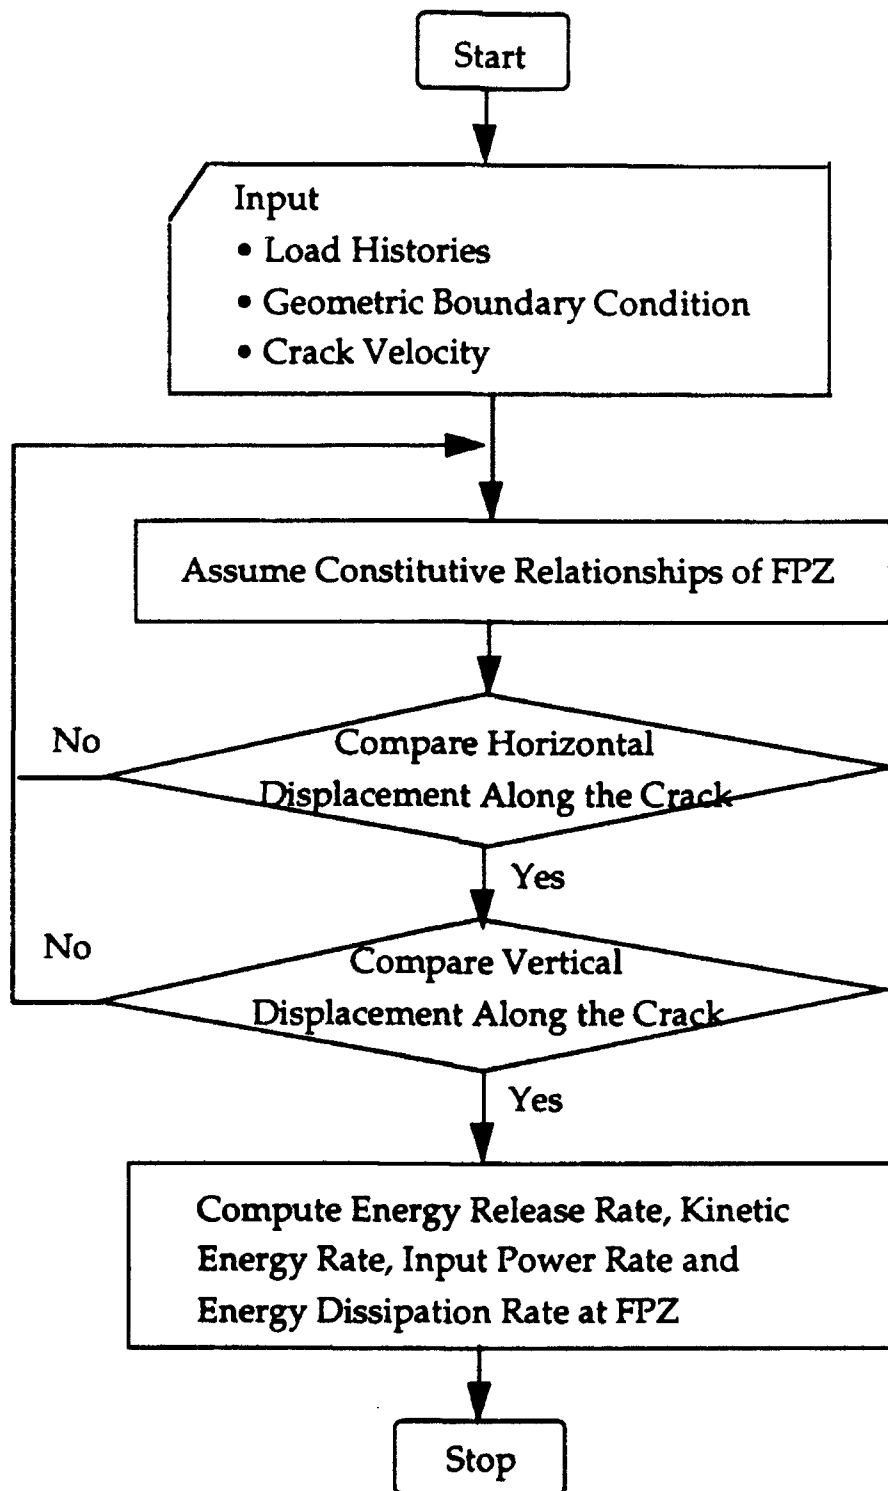 Start
Input
• Load Histories
• Geometric Boundary Condition
• Crack Velocity
Assume Constitutive Relationships of FPZ
No
Compare Horizontal
Displacement Along the Crack
Yes
No
Compare Vertical
Displacement Along the Crack
Yes
Compute Energy Release Rate, Kinetic
Energy Rate, Input Power Rate and
Energy Dissipation Rate at FPZ
Stop